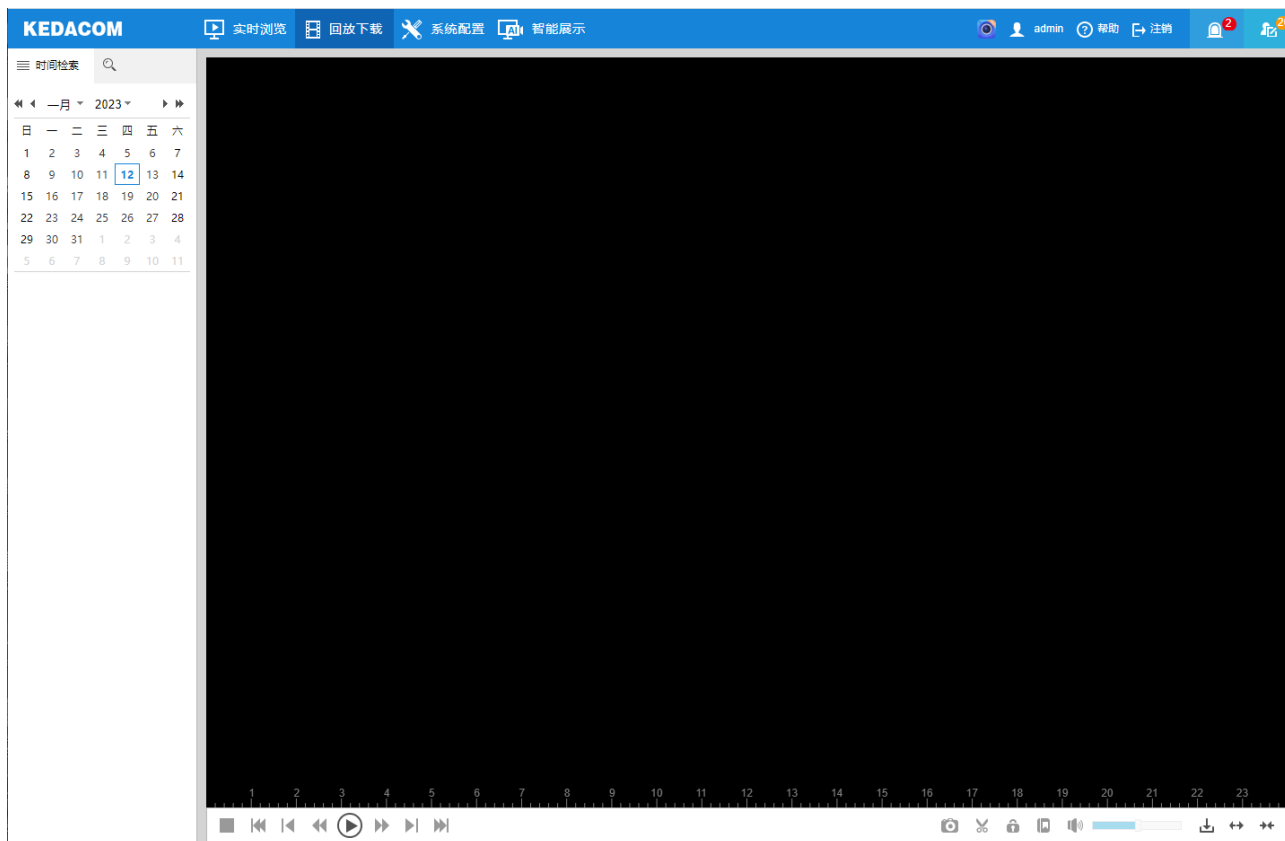 KEDACOM 实时浏览 回放下载 系统配置 智能展示 admin 帮助 注销 2
时间检索
一月 2023
日 一 二 三 四 五 六
1 2 3 4 5 6 7
8 9 10 11 12 13 14
15 16 17 18 19 20 21
22 23 24 25 26 27 28
29 30 31 1 2 3 4
5 6 7 8 9 10 11
1 2 3 4 5 6 7 8 9 10 11 12 13 14 15 16 17 18 19 20 21 22 23